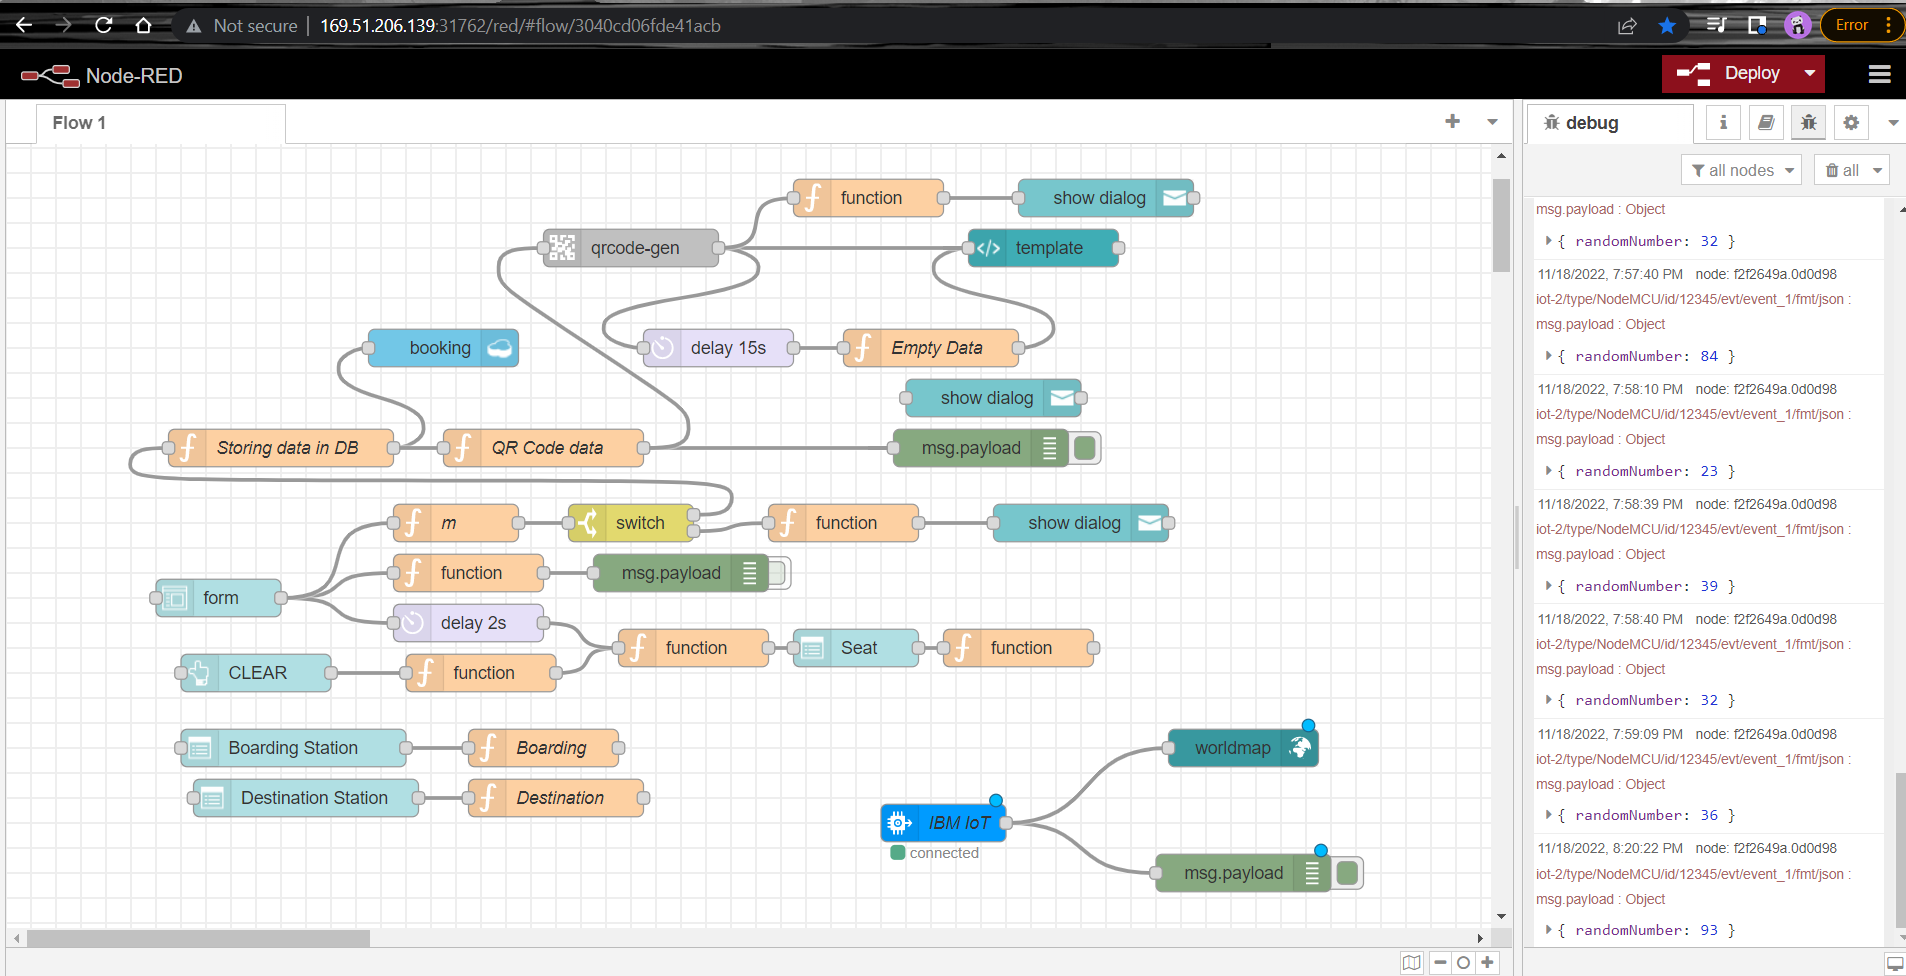 Not secure | 169.51.206.139:31762/red/#flow/3040cd06fde41acb
Error
Node-RED
Deploy
Flow 1
debug
all nodes
all
function
show dialog
qrcode-gen
template
booking
delay 15s
Empty Data
show dialog
Storing data in DB
QR Code data
msg.payload
m
switch
function
show dialog
function
msg.payload
form
delay 2s
function
Seat
function
CLEAR
function
Boarding Station
Boarding
worldmap
Destination Station
Destination
IBM IoT
connected
msg.payload
msg.payload : Object
{ randomNumber: 32 }
11/18/2022, 7:57:40 PM node: f2f2649a.0d0d98
iot-2/type/NodeMCU/id/12345/evt/event_1/fmt/json :
msg.payload : Object
{ randomNumber: 84 }
11/18/2022, 7:58:10 PM node: f2f2649a.0d0d98
iot-2/type/NodeMCU/id/12345/evt/event_1/fmt/json :
msg.payload : Object
{ randomNumber: 23 }
11/18/2022, 7:58:39 PM node: f2f2649a.0d0d98
iot-2/type/NodeMCU/id/12345/evt/event_1/fmt/json :
msg.payload : Object
{ randomNumber: 39 }
11/18/2022, 7:58:40 PM node: f2f2649a.0d0d98
iot-2/type/NodeMCU/id/12345/evt/event_1/fmt/json :
msg.payload : Object
{ randomNumber: 32 }
11/18/2022, 7:59:09 PM node: f2f2649a.0d0d98
iot-2/type/NodeMCU/id/12345/evt/event_1/fmt/json :
msg.payload : Object
{ randomNumber: 36 }
11/18/2022, 8:20:22 PM node: f2f2649a.0d0d98
iot-2/type/NodeMCU/id/12345/evt/event_1/fmt/json :
msg.payload : Object
{ randomNumber: 93 }